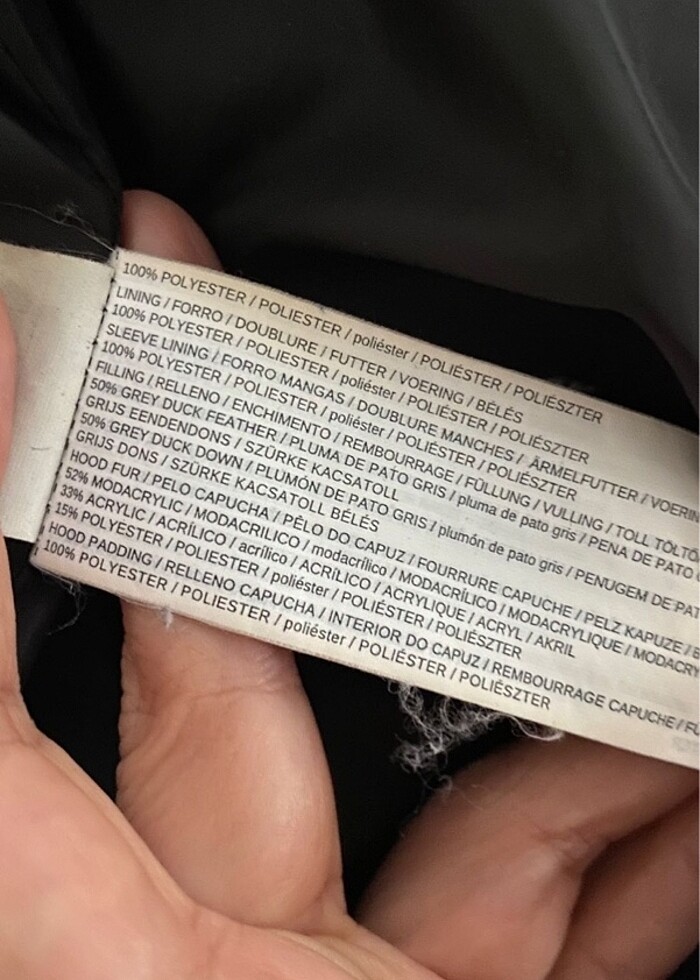 100% POLYESTER / POLIESTER / poliéster / POLIÉSTER / POLIÉSZTER
LINING / FORRO / DOUBLURE / FUTTER / VOERING / BÉLÉS
100% POLYESTER / POLIESTER / poliéster / POLIÉSTER / POLIÉSZTER
SLEEVE LINING / FORRO MANGAS / DOUBLURE MANCHES / ÄRMELFUTTER / VOERIN
100% POLYESTER / POLIESTER / poliéster / POLIÉSTER / POLIÉSZTER
FILLING / RELLENO / ENCHIMENTO / REMBOURRAGE / FÜLLUNG / VULLING / TOLL TÖLTŐ
50% GREY DUCK FEATHER / PLUMA DE PATO GRIS / pluma de pato gris / PENA DE PATO
GRIJS EENDENDONS / SZÜRKE KACSATOLL
50% GREY DUCK DOWN / PLUMÓN DE PATO GRIS / plumón de pato gris / PENUGEM DE PA
GRIJS DONS / SZÜRKE KACSATOLL BÉLÉS
HOOD FUR / PELO CAPUCHA / PÊLO DO CAPUZ / FOURRURE CAPUCHE / PELZ KAPUZE / B
52% MODACRYLIC / MODACRILICO / modacrílico / MODACRÍLICO / MODACRYLIQUE / MODACRY
33% ACRYLIC / ACRÍLICO / acrílico / ACRÍLICO / ACRYLIQUE / ACRYL / AKRIL
15% POLYESTER / POLIESTER / poliéster / POLIÉSTER / POLIÉSZTER
HOOD PADDING / RELLENO CAPUCHA / INTERIOR DO CAPUZ / REMBOURRAGE CAPUCHE / FÜ
100% POLYESTER / POLIESTER / poliéster / POLIÉSTER / POLIÉSZTER